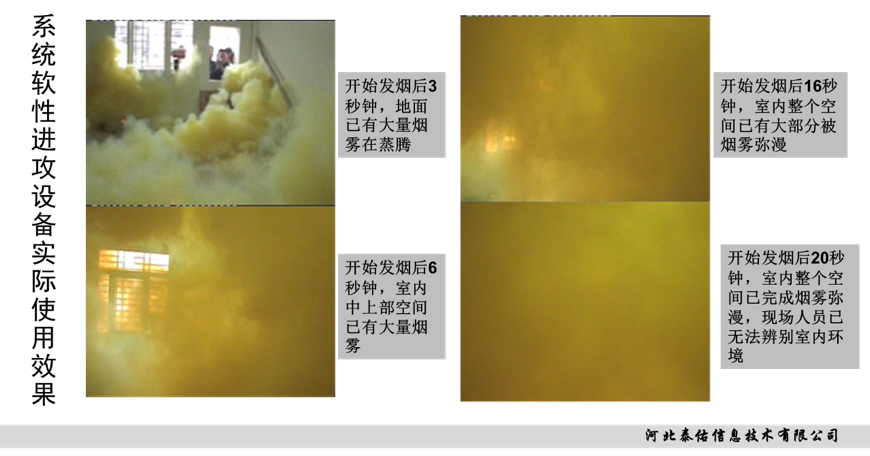 系统软性进攻设备实际使用效果
开始发烟后3
秒钟，地面
已有大量烟
雾在蒸腾
开始发烟后6
秒钟，室内
中上部空间
已有大量烟
雾
开始发烟后16秒
钟，室内整个空
间已有大部分被
烟雾弥漫
开始发烟后20秒
钟，室内整个空
间已完成烟雾弥
漫，现场人员已
无法辨别室内环
境
河北泰佑信息技术有限公司